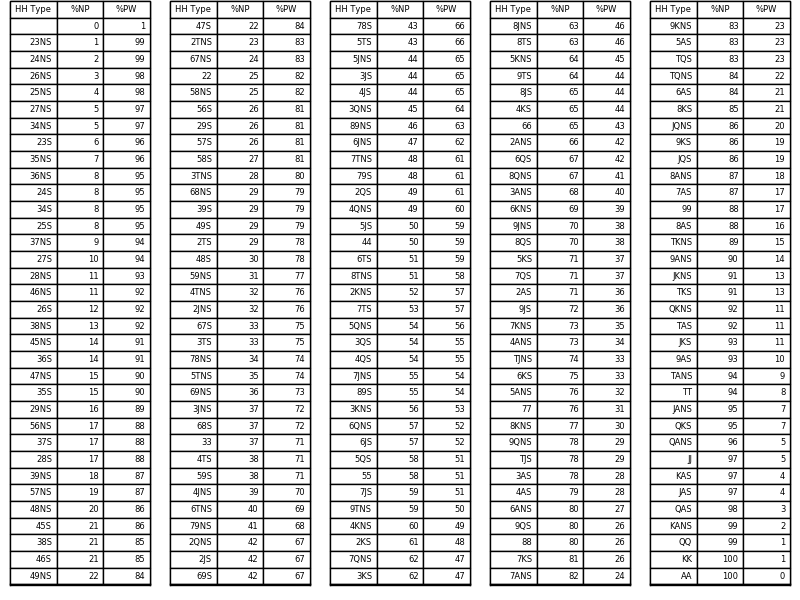 HH Type %NP %PW
0 1
23NS 1 99
24NS 2 99
26NS 3 98
25NS 4 98
27NS 5 97
34NS 5 97
23S 6 96
35NS 7 96
36NS 8 95
24S 8 95
34S 8 95
25S 8 95
37NS 9 94
27S 10 94
28NS 11 93
46NS 11 92
26S 12 92
38NS 13 92
45NS 14 91
36S 14 91
47NS 15 90
35S 15 90
29NS 16 89
56NS 17 88
37S 17 88
28S 17 88
39NS 18 87
57NS 19 87
48NS 20 86
45S 21 86
38S 21 85
46S 21 85
49NS 22 84
HH Type %NP %PW
47S 22 84
2TNS 23 83
67NS 24 83
22 25 82
58NS 25 82
56S 26 81
29S 26 81
57S 26 81
58S 27 81
3TNS 28 80
68NS 29 79
39S 29 79
49S 29 79
2TS 29 78
48S 30 78
59NS 31 77
4TNS 32 76
2JNS 32 76
67S 33 75
3TS 33 75
78NS 34 74
5TNS 35 74
69NS 36 73
3JNS 37 72
68S 37 72
33 37 71
4TS 38 71
59S 38 71
4JNS 39 70
6TNS 40 69
79NS 41 68
2QNS 42 67
2JS 42 67
69S 42 67
HH Type %NP %PW
78S 43 66
5TS 43 66
5JNS 44 65
3JS 44 65
4JS 44 65
3QNS 45 64
89NS 46 63
6JNS 47 62
7TNS 48 61
79S 48 61
2QS 49 61
4QNS 49 60
5JS 50 59
44 50 59
6TS 51 59
8TNS 51 58
2KNS 52 57
7TS 53 57
5QNS 54 56
3QS 54 55
4QS 54 55
7JNS 55 54
89S 55 54
3KNS 56 53
6QNS 57 52
6JS 57 52
5QS 58 51
55 58 51
7JS 59 51
9TNS 59 50
4KNS 60 49
2KS 61 48
7QNS 62 47
3KS 62 47
HH Type %NP %PW
8JNS 63 46
8TS 63 46
5KNS 64 45
9TS 64 44
8JS 65 44
4KS 65 44
66 65 43
2ANS 66 42
6QS 67 42
8QNS 67 41
3ANS 68 40
6KNS 69 39
9JNS 70 38
8QS 70 38
5KS 71 37
7QS 71 37
2AS 71 36
9JS 72 36
7KNS 73 35
4ANS 73 34
TJNS 74 33
6KS 75 33
5ANS 76 32
77 76 31
8KNS 77 30
9QNS 78 29
TJS 78 29
3AS 78 28
4AS 79 28
6ANS 80 27
9QS 80 26
88 80 26
7KS 81 26
7ANS 82 24
HH Type %NP %PW
9KNS 83 23
5AS 83 23
TQS 83 23
TQNS 84 22
6AS 84 21
8KS 85 21
JQNS 86 20
9KS 86 19
JQS 86 19
8ANS 87 18
7AS 87 17
99 88 17
8AS 88 16
TKNS 89 15
9ANS 90 14
JKNS 91 13
TKS 91 13
QKNS 92 11
TAS 92 11
JKS 93 11
9AS 93 10
TANS 94 9
TT 94 8
JANS 95 7
QKS 95 7
QANS 96 5
JJ 97 5
KAS 97 4
JAS 97 4
QAS 98 3
KANS 99 2
QQ 99 1
KK 100 1
AA 100 0